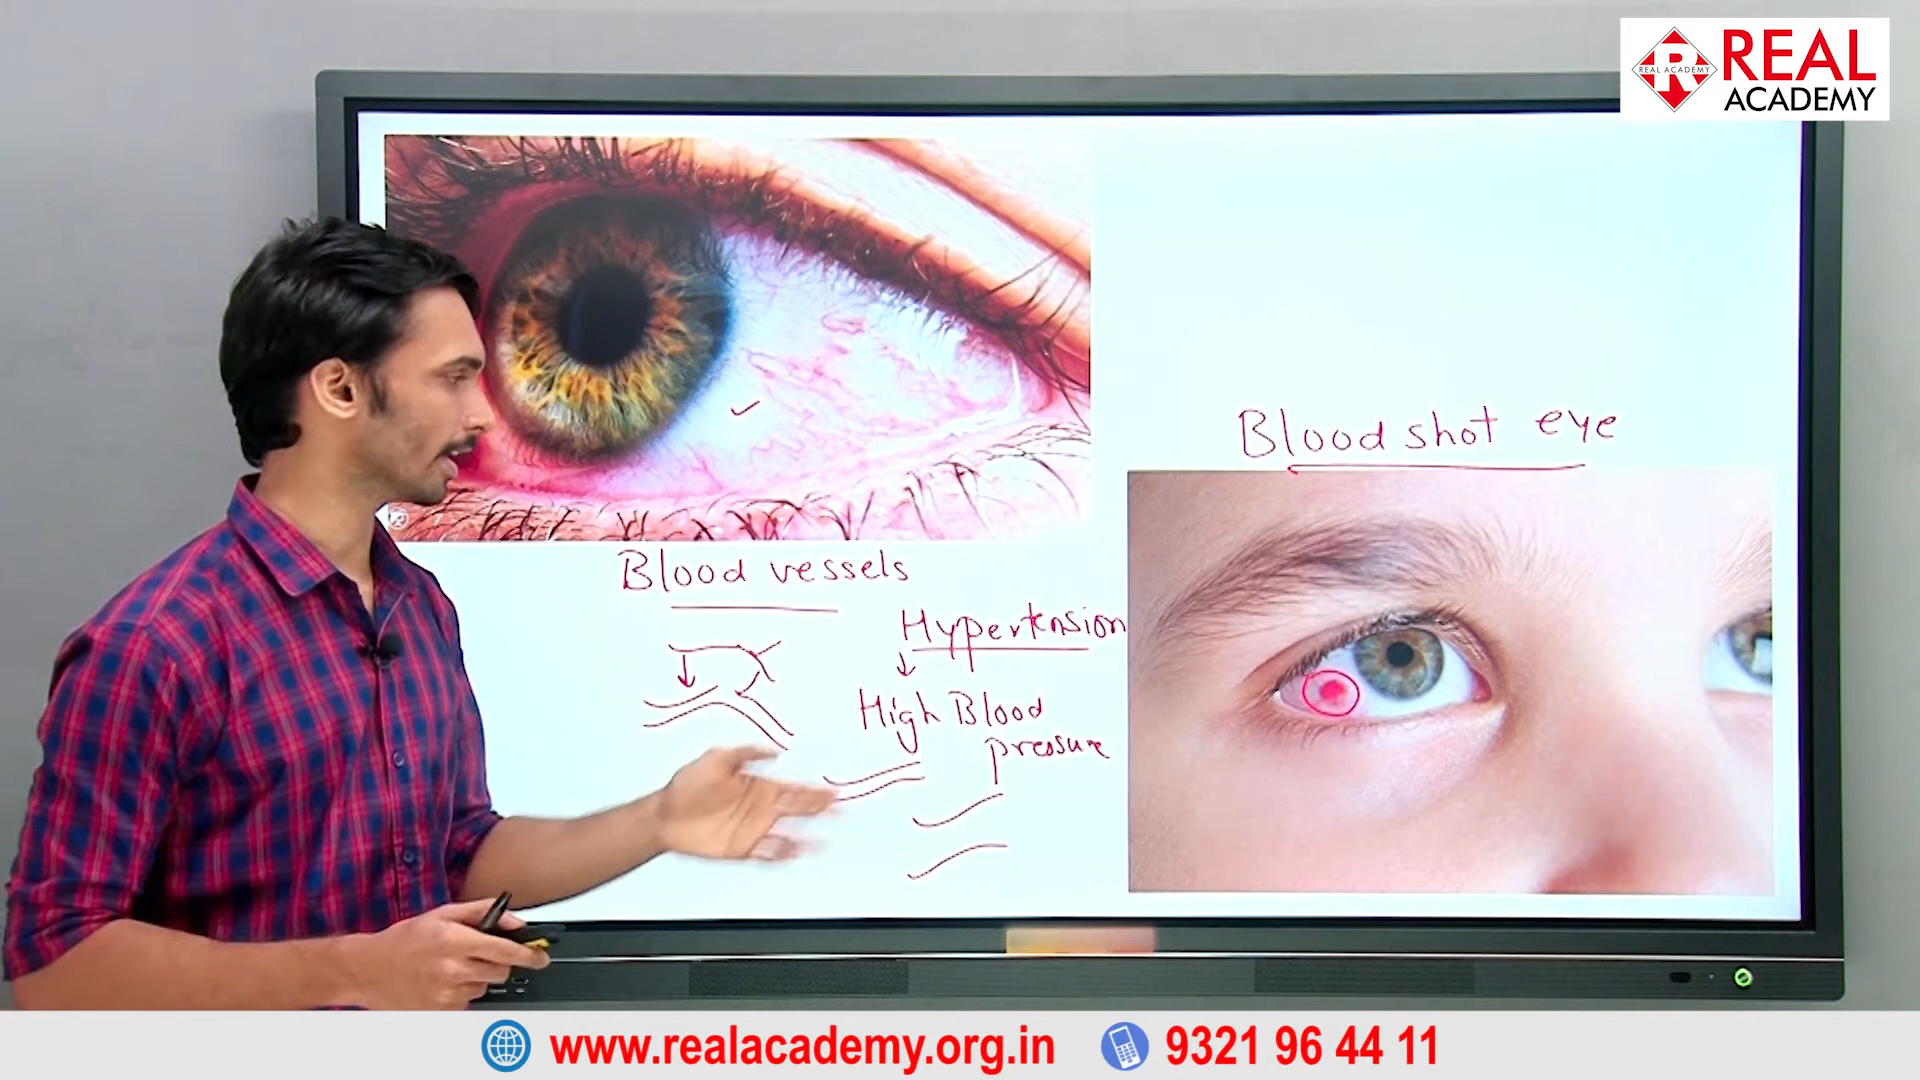 REAL ACADEMY
REAL
ACADEMY
Blood shot eye
Blood vessels
Hypertension
High Blood
pressure
www.realacademy.org.in
9321 96 44 11